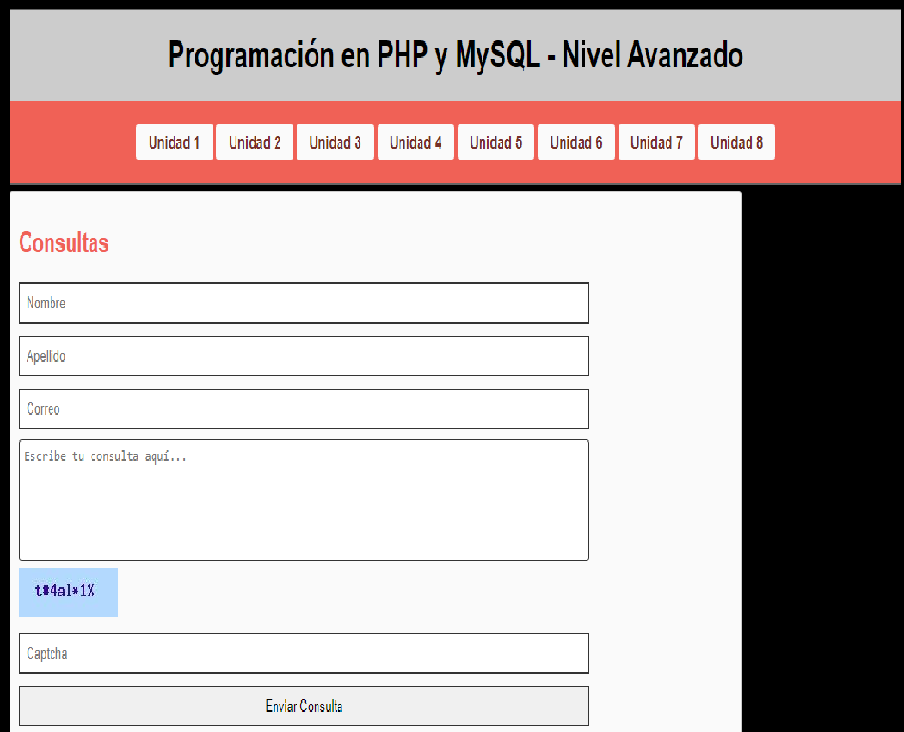 Programación en PHP y MySQL - Nivel Avanzado
Unidad 1 Unidad 2 Unidad 3 Unidad 4 Unidad 5 Unidad 6 Unidad 7 Unidad 8
Consultas
Nombre
Apellido
Correo
Escribe tu consulta aquí...
t#4al*1%
Captcha
Enviar Consulta